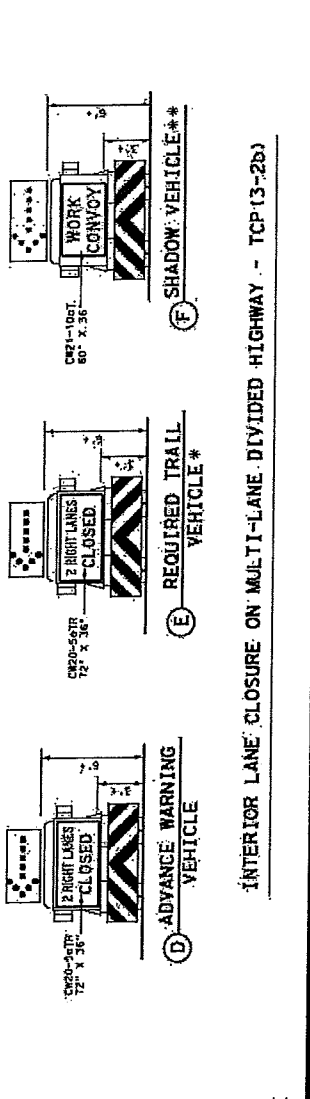 CW20-5aTR
72" X 36"
2 RIGHT LANES
CLOSED
D
ADVANCE WARNING
VEHICLE
CW20-5aTR
72" X 36"
2 RIGHT LANES
CLOSED
E
REQUIRED TRAIL
VEHICLE*
CW21-10aT
60" X 36"
WORK
CONVOY
F
SHADOW VEHICLE**
INTERIOR LANE CLOSURE ON MULTI-LANE DIVIDED HIGHWAY - TCP(3-2b)